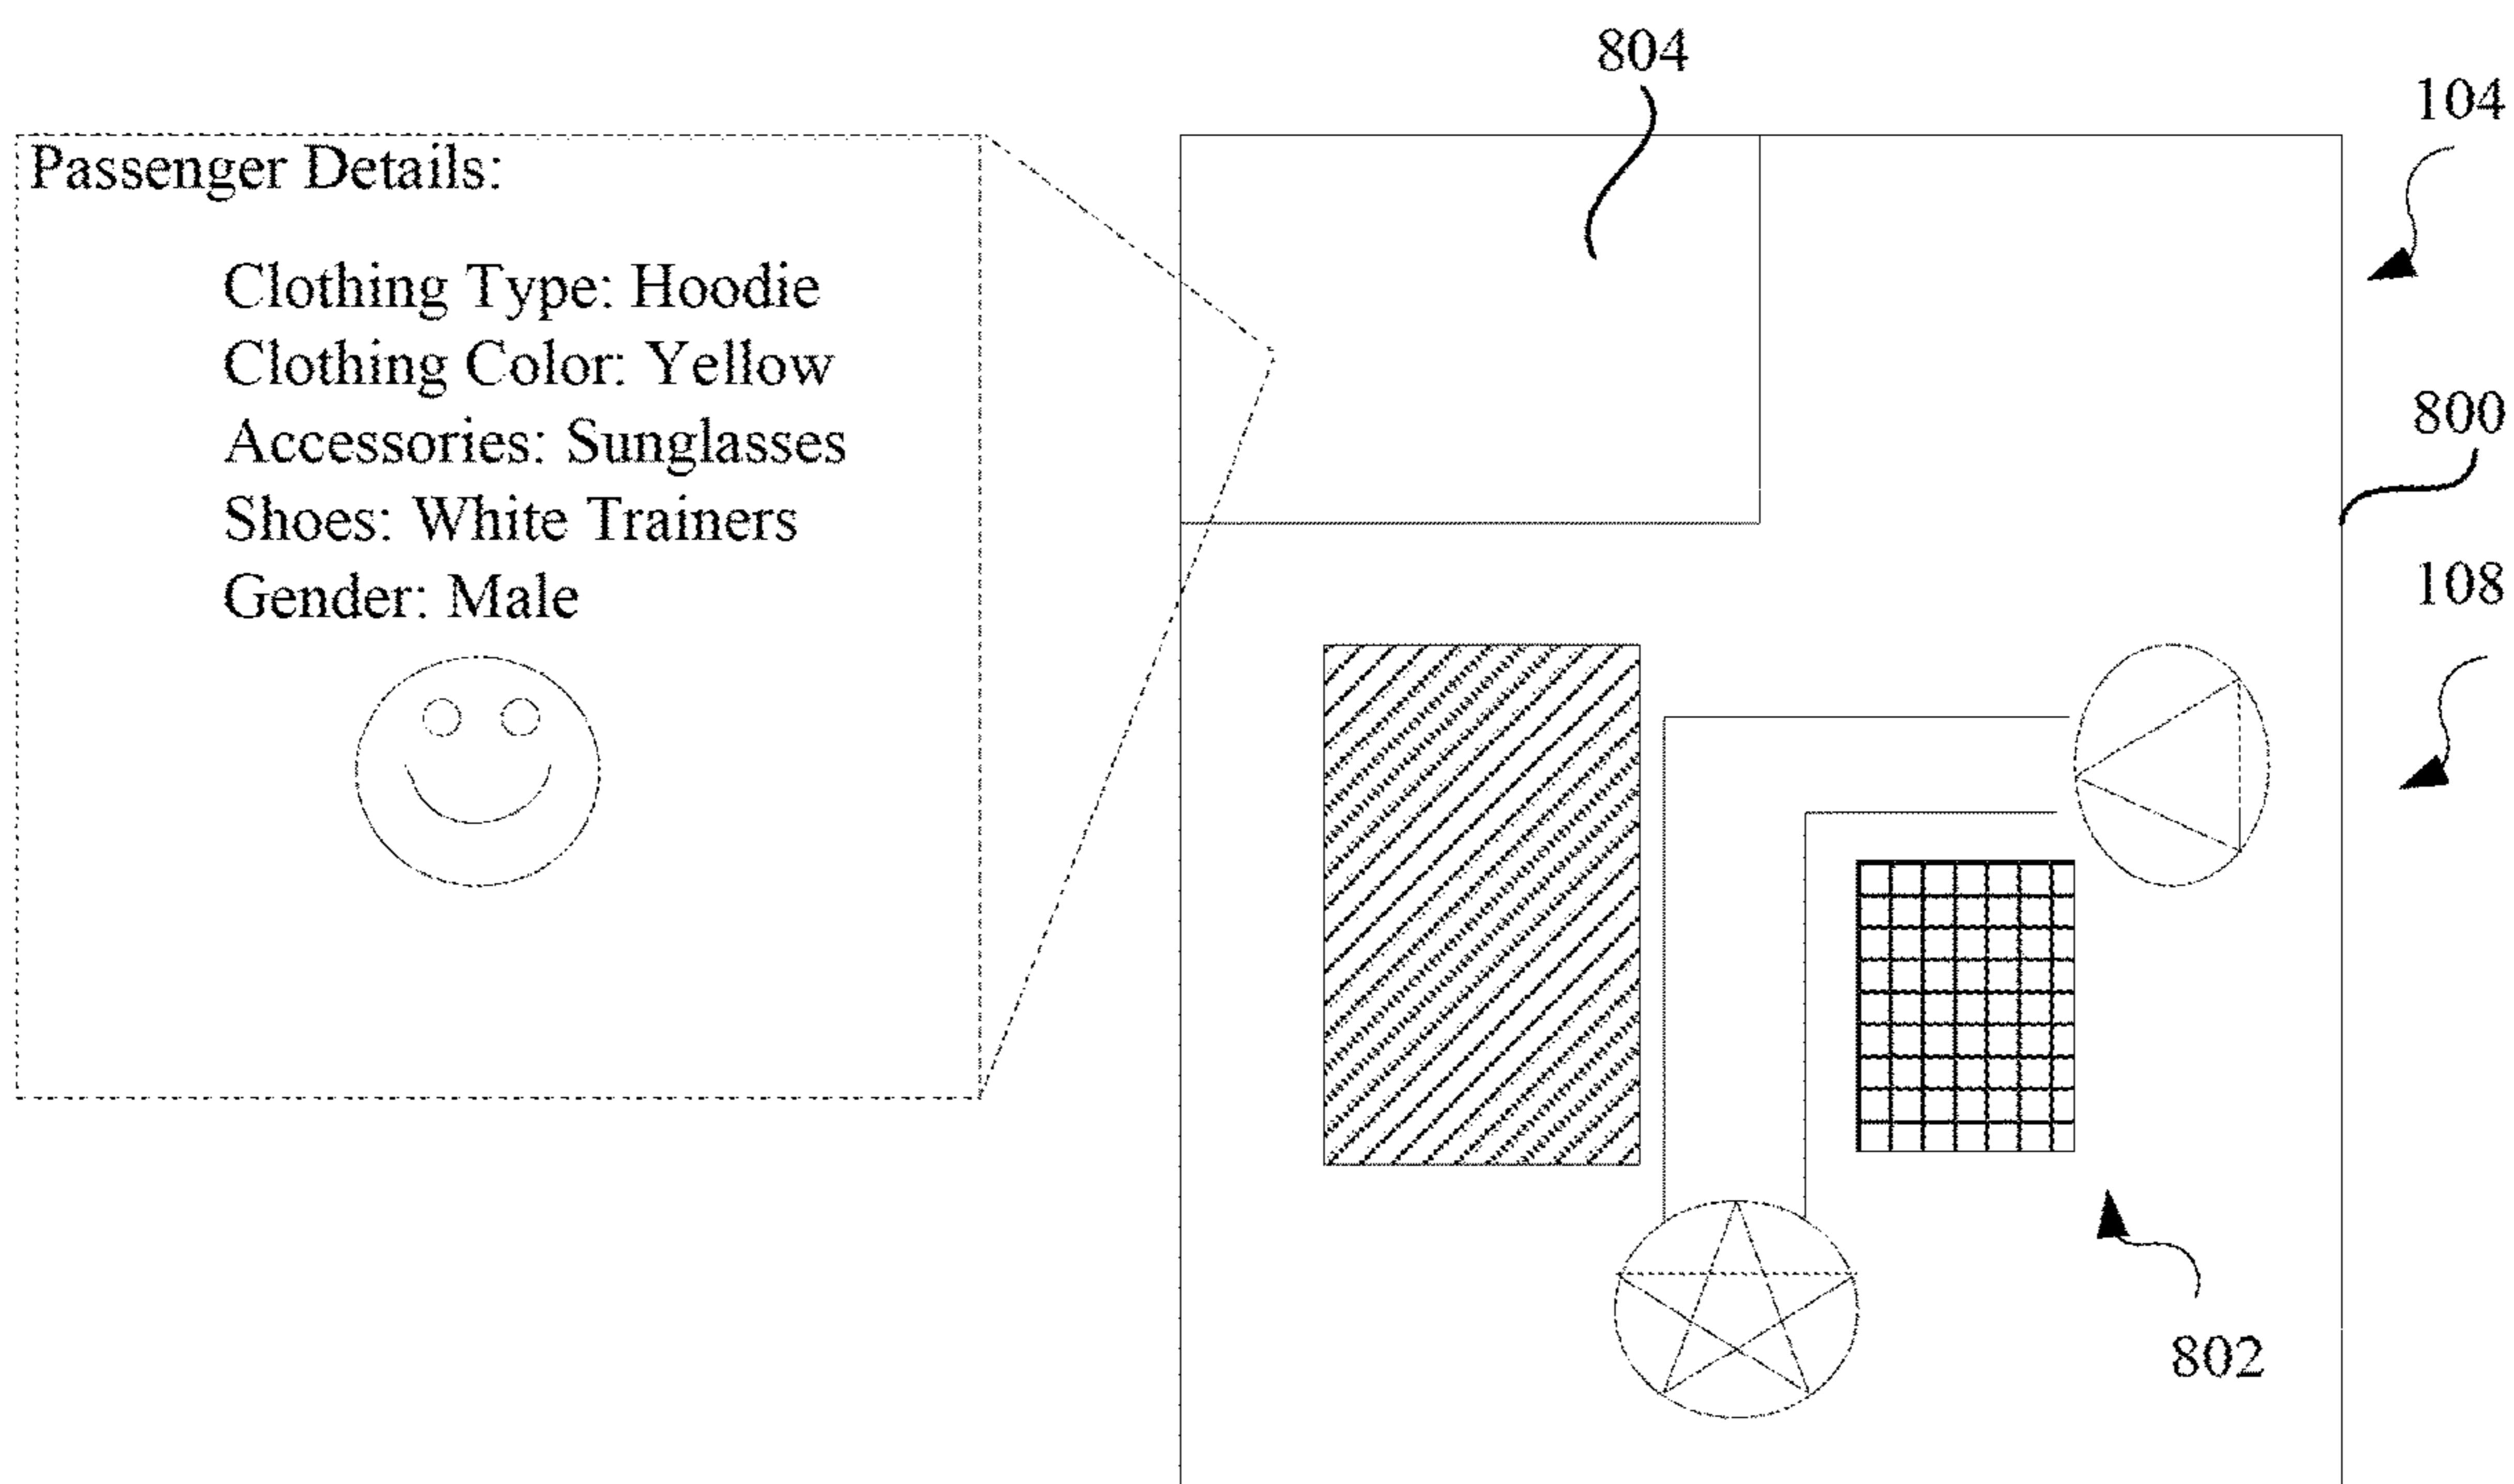 804
104
Passenger Details:
Clothing Type: Hoodie
Clothing Color: Yellow
Accessories: Sunglasses
Shoes: White Trainers
Gender: Male
800
108
802